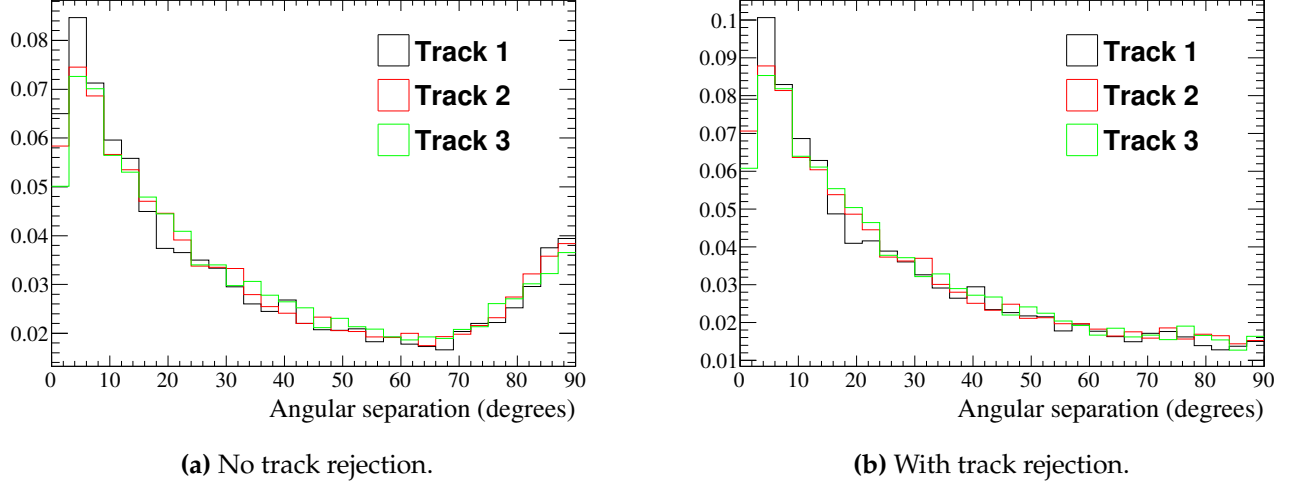 0.08
0.07
0.06
0.05
0.04
0.03
0.02
0 10 20 30 40 50 60 70 80 90
Angular separation (degrees)
Track 1
Track 2
Track 3
(a) No track rejection.
0.1
0.09
0.08
0.07
0.06
0.05
0.04
0.03
0.02
0.01
0 10 20 30 40 50 60 70 80 90
Angular separation (degrees)
Track 1
Track 2
Track 3
(b) With track rejection.